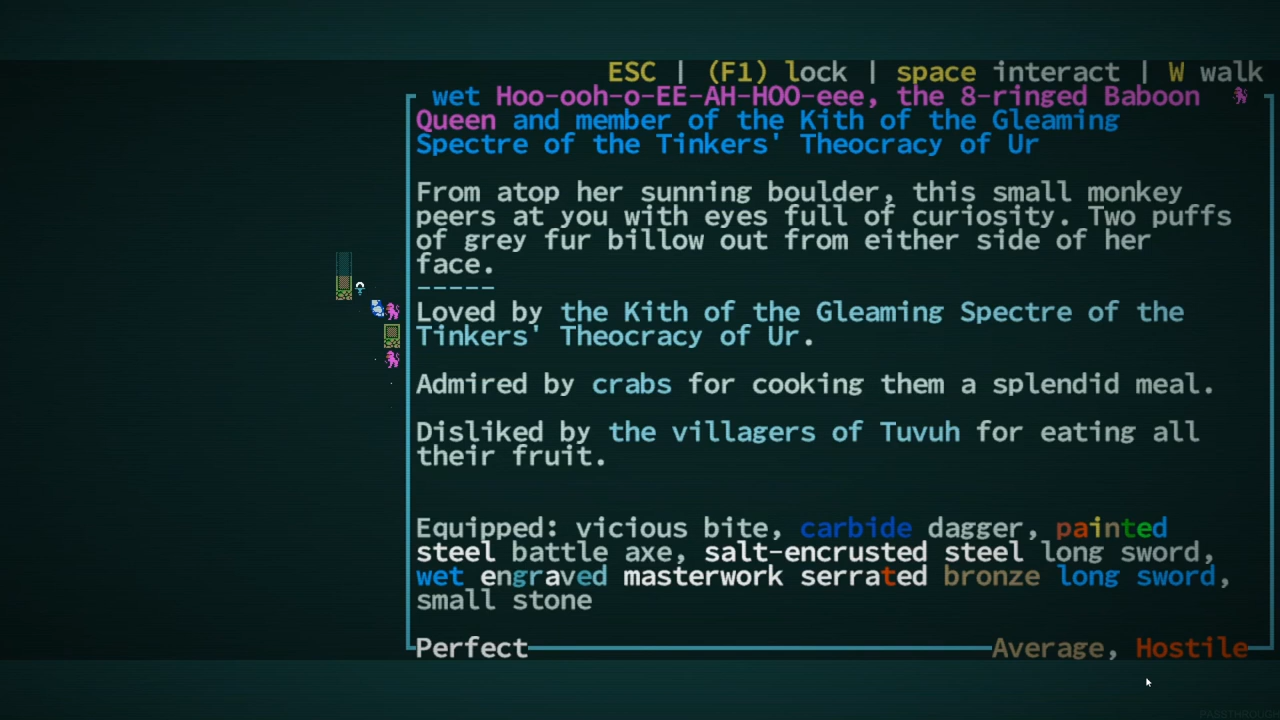 ESC | (F1) lock | space interact | W walk
wet Hoo-ooh-o-EE-AH-HOO-eee, the 8-ringed Baboon
Queen and member of the Kith of the Gleaming
Spectre of the Tinkers' Theocracy of Ur
From atop her sunning boulder, this small monkey
peers at you with eyes full of curiosity. Two puffs
of grey fur billow out from either side of her
face.
-----
Loved by the Kith of the Gleaming Spectre of the
Tinkers' Theocracy of Ur.
Admired by crabs for cooking them a splendid meal.
Disliked by the villagers of Tuvuh for eating all
their fruit.
Equipped: vicious bite, carbide dagger, painted
steel battle axe, salt-encrusted steel long sword,
wet engraved masterwork serrated bronze long sword,
small stone
Perfect Average, Hostile